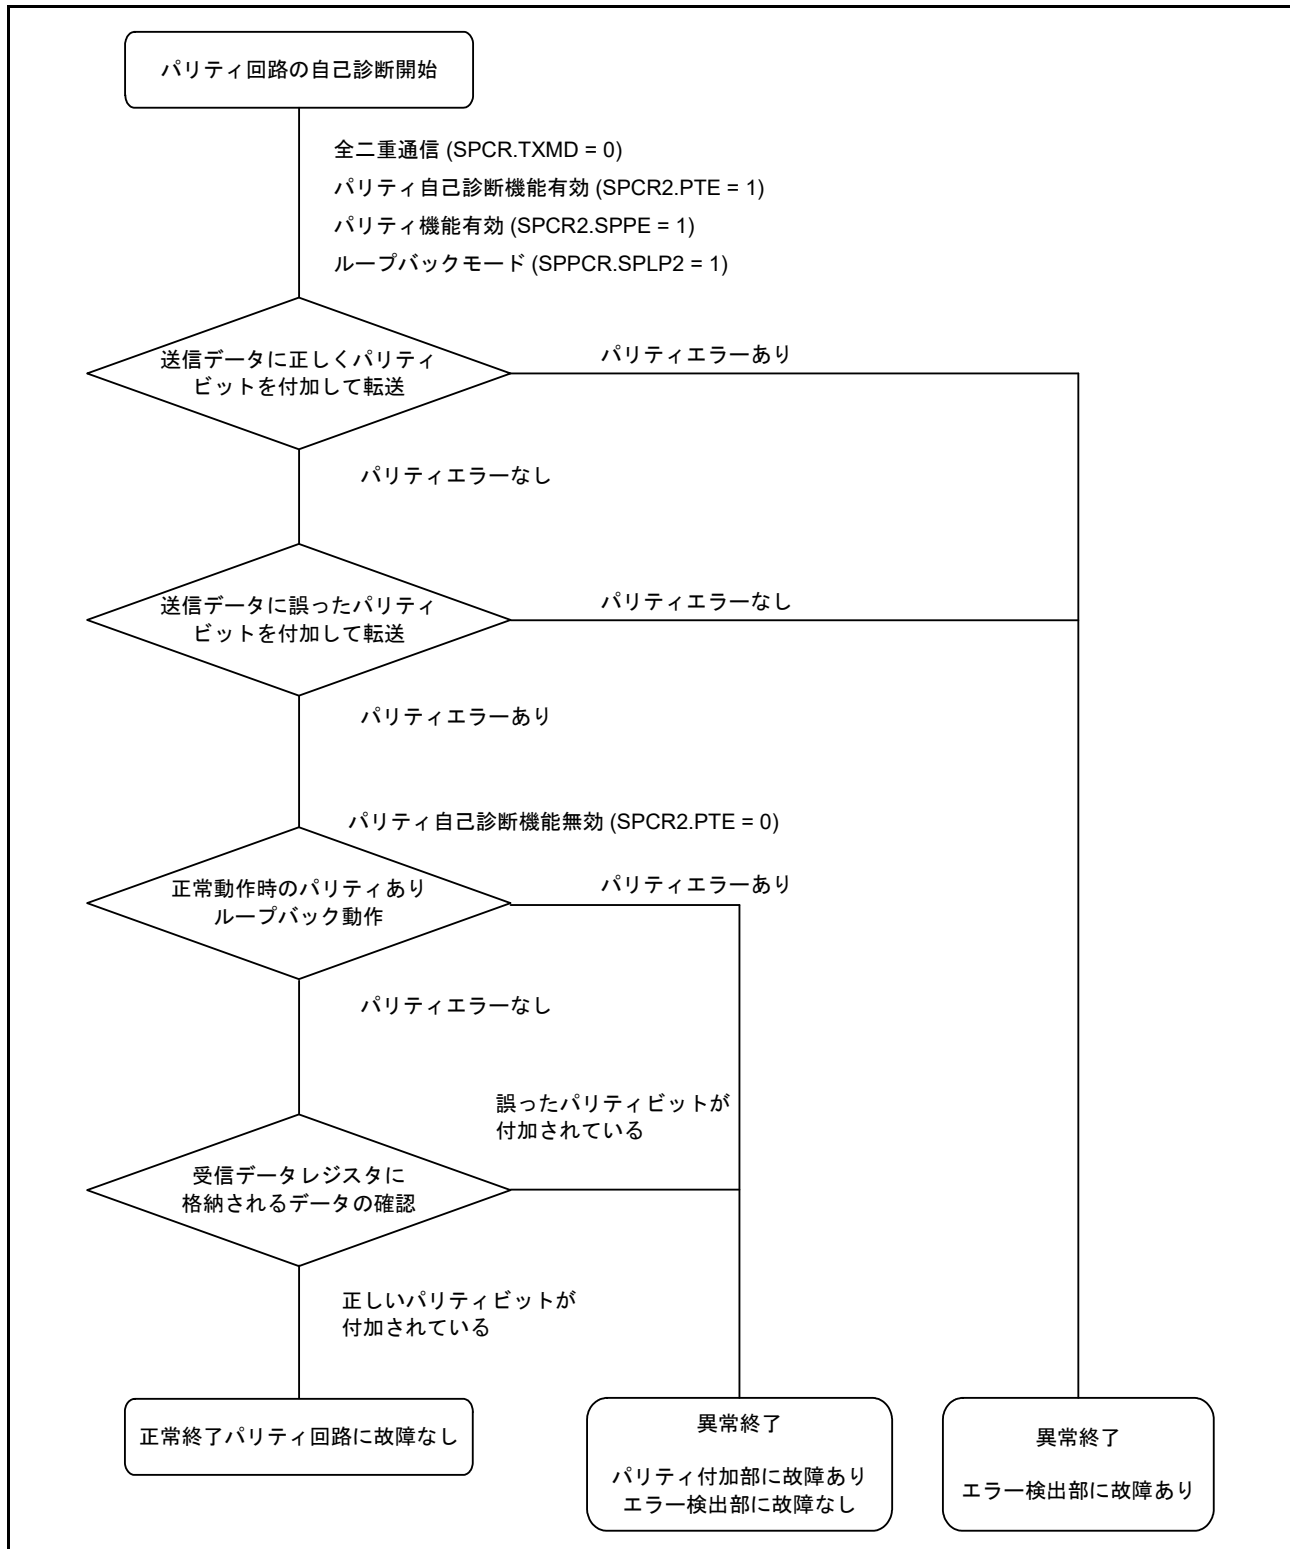 パリティ回路の自己診断開始
全二重通信 (SPCR.TXMD = 0)
パリティ自己診断機能有効 (SPCR2.PTE = 1)
パリティ機能有効 (SPCR2.SPPE = 1)
ループバックモード (SPPCR.SPLP2 = 1)
送信データに正しくパリティ
ビットを付加して転送
パリティエラーあり
パリティエラーなし
送信データに誤ったパリティ
ビットを付加して転送
パリティエラーなし
パリティエラーあり
パリティ自己診断機能無効 (SPCR2.PTE = 0)
正常動作時のパリティあり
ループバック動作
パリティエラーあり
パリティエラーなし
誤ったパリティビットが
付加されている
受信データレジスタに
格納されるデータの確認
正しいパリティビットが
付加されている
正常終了パリティ回路に故障なし
異常終了
パリティ付加部に故障あり
エラー検出部に故障なし
異常終了
エラー検出部に故障あり